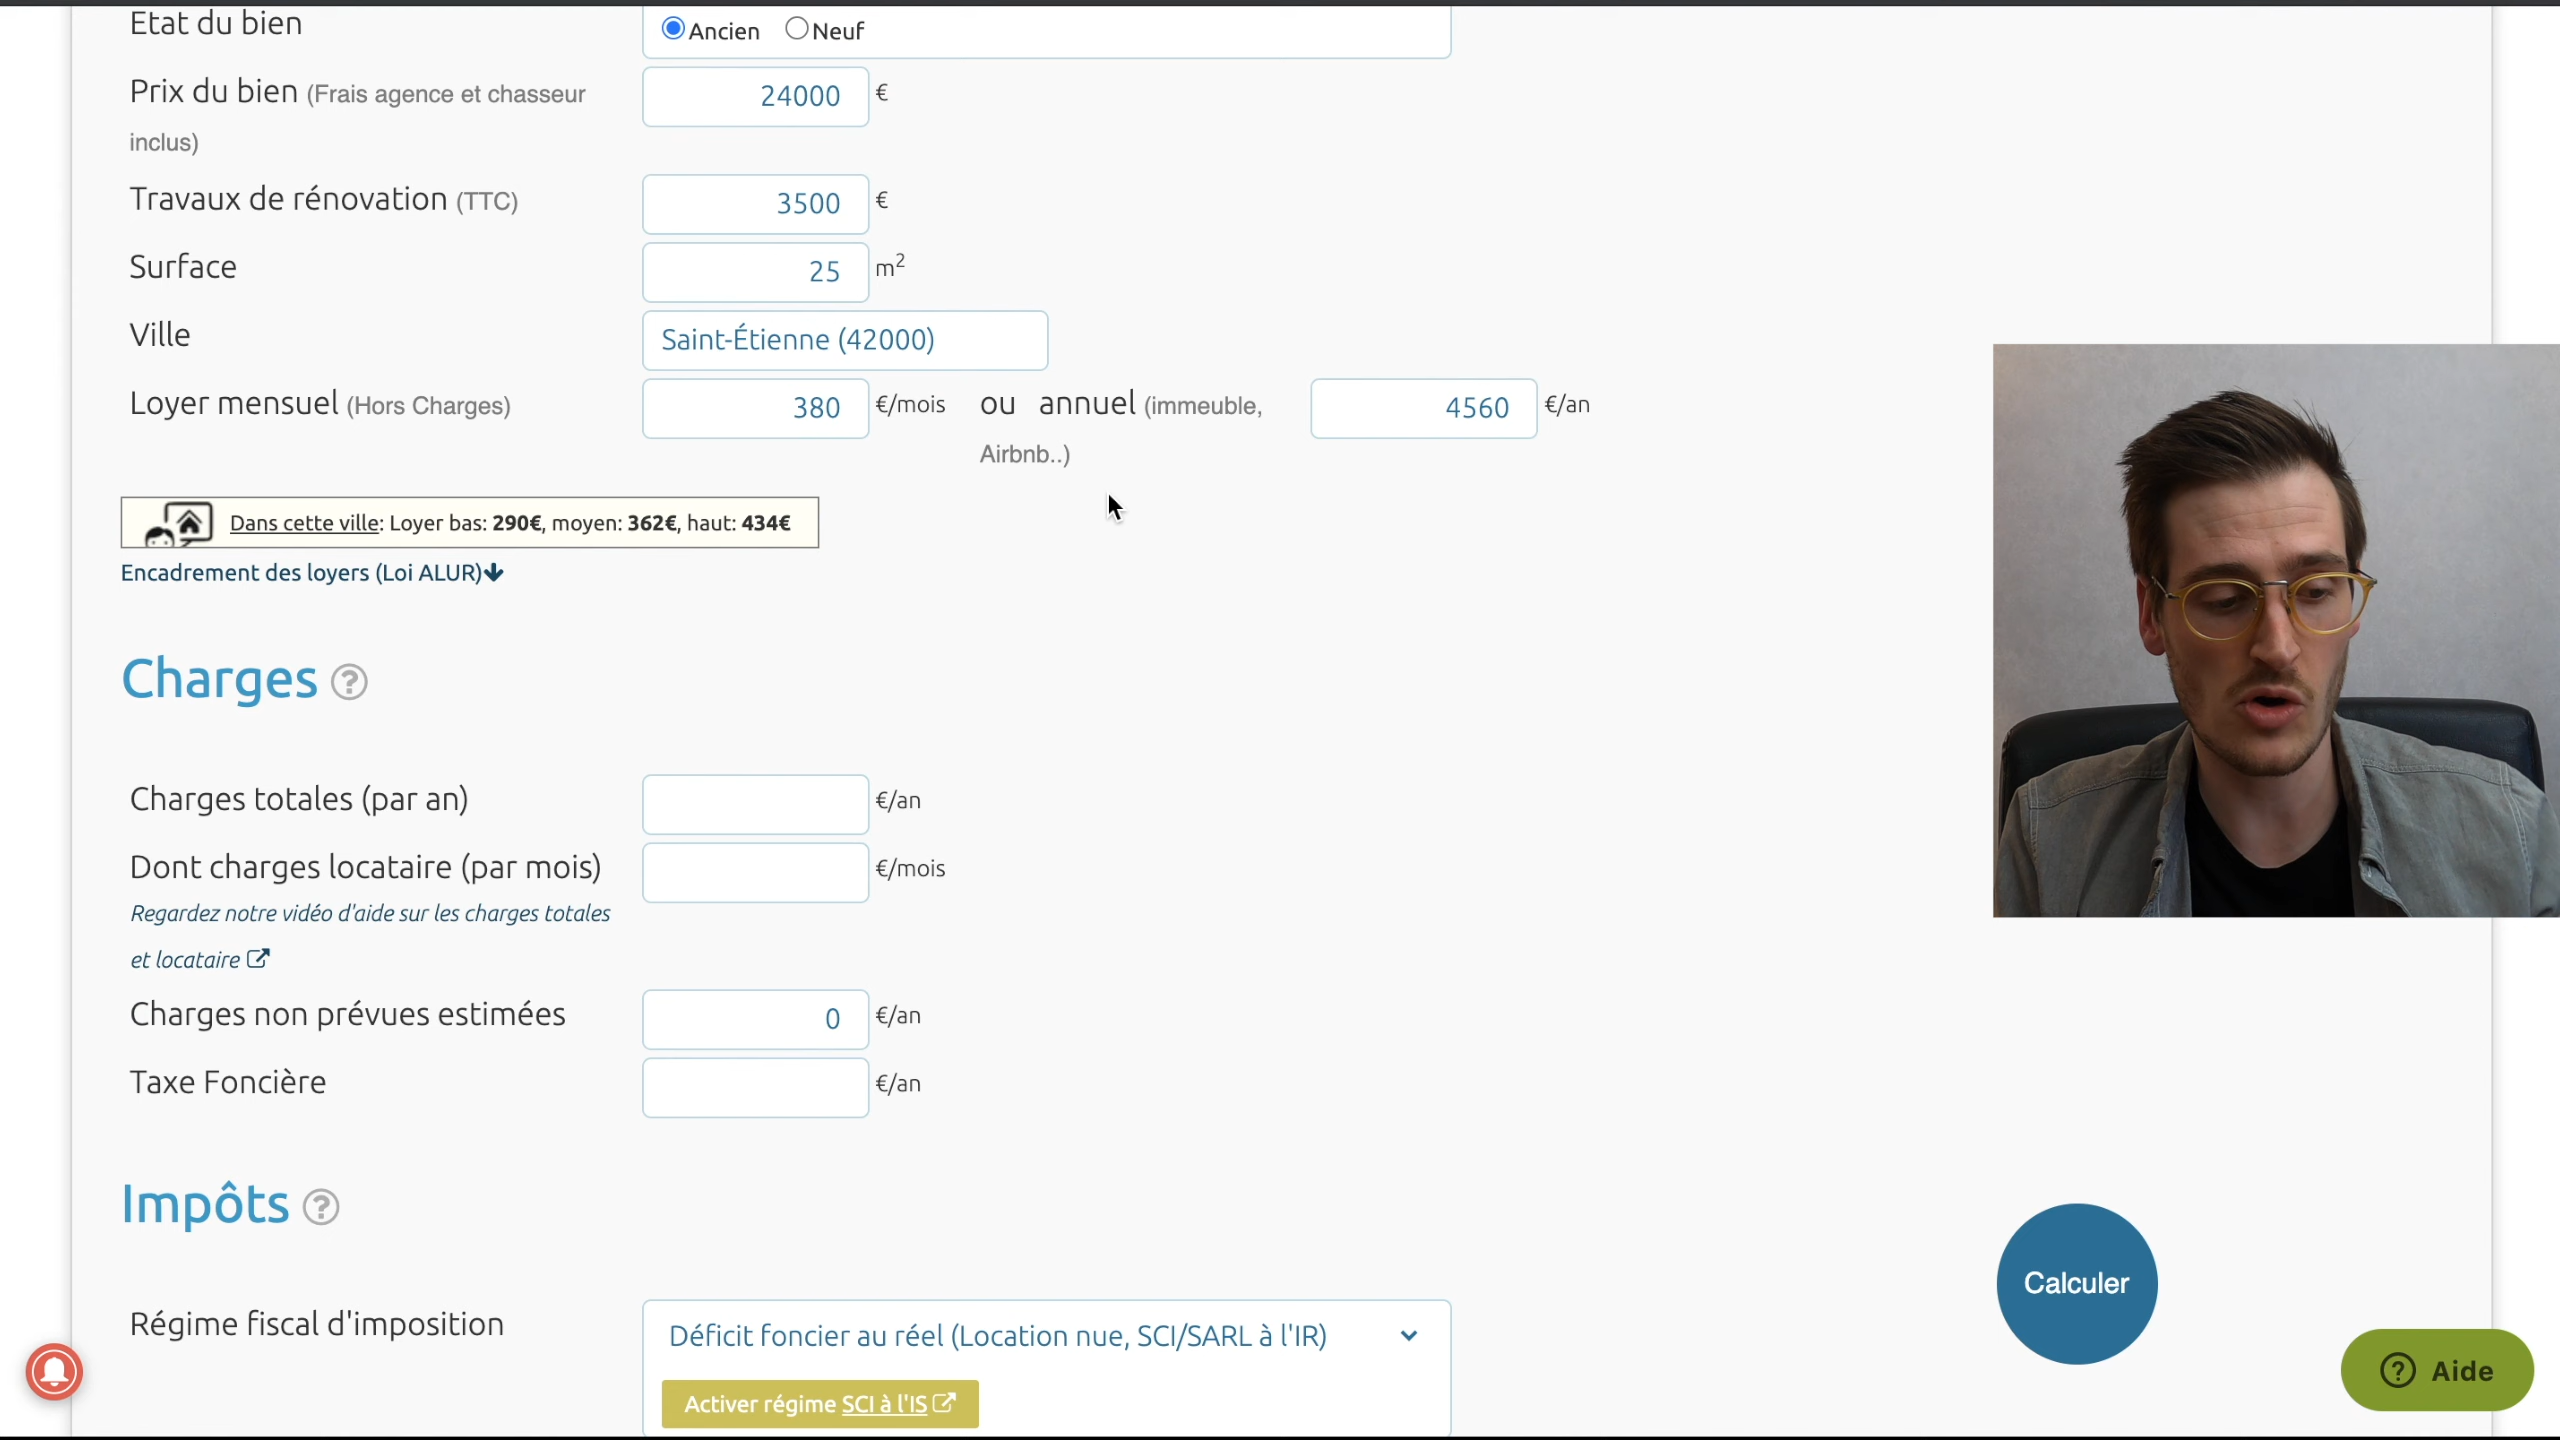 Etat du bien
Ancien Neuf
Prix du bien (Frais agence et chasseur
inclus)
24000 €
Travaux de rénovation (TTC) 3500 €
Surface 25 m²
Ville Saint-Étienne (42000)
Loyer mensuel (Hors Charges) 380 €/mois ou annuel (immeuble,
Airbnb..)
4560 €/an
Dans cette ville: Loyer bas: 290€, moyen: 362€, haut: 434€
Encadrement des loyers (Loi ALUR)
Charges ?
Charges totales (par an) €/an
Dont charges locataire (par mois) €/mois
Regardez notre vidéo d'aide sur les charges totales
et locataire
Charges non prévues estimées 0 €/an
Taxe Foncière €/an
Impôts ?
Calculer
Régime fiscal d'imposition Déficit foncier au réel (Location nue, SCI/SARL à l'IR)
Activer régime SCI à l'IS
? Aide